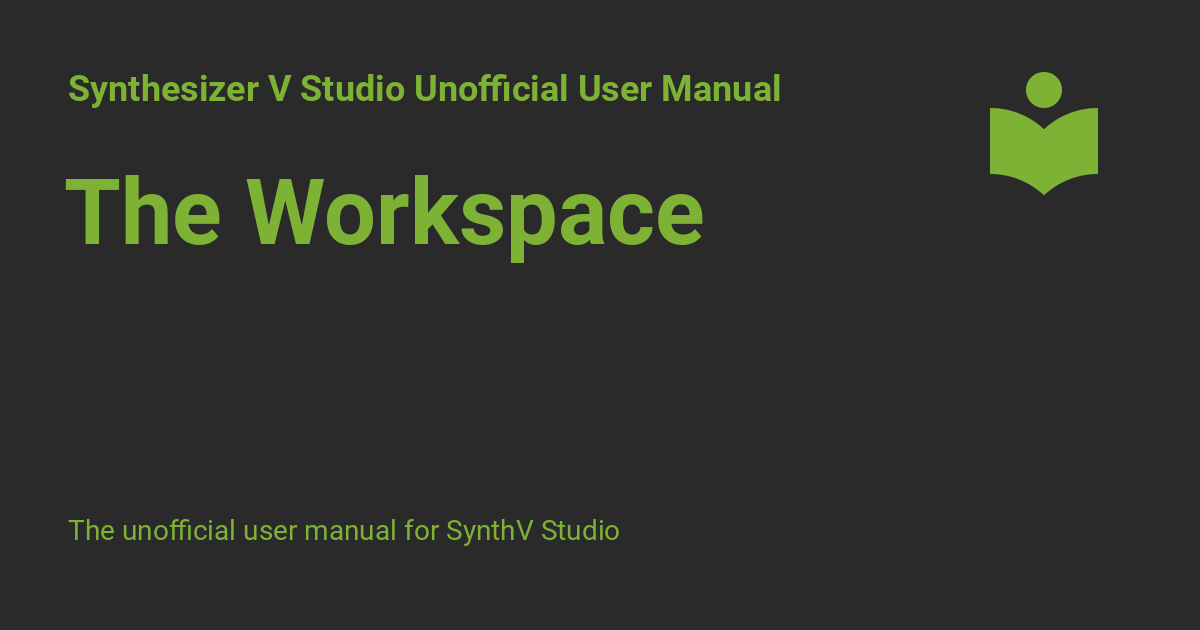 Synthesizer V Studio Unofficial User Manual
The Workspace
The unofficial user manual for SynthV Studio